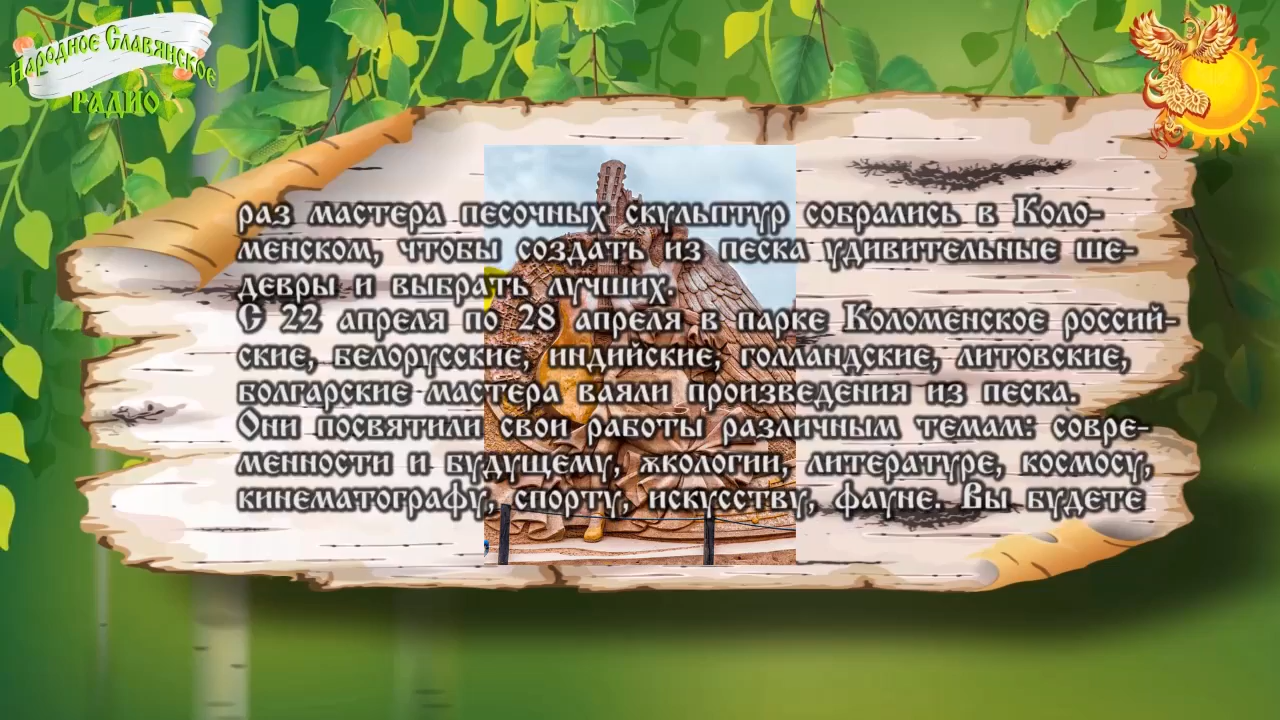 Народное Славянское
РАДИО
раз мастера песочных скульптур собрались в Коло-
менском, чтобы создать из песка удивительные ше-
девры и выбрать лучших.
С 22 апреля по 28 апреля в парке Коломенское россий-
ские, белорусские, индийские, голландские, литовские,
болгарские мастера ваяли произведения из песка.
Они посвятили свои работы различным темам: совре-
менности и будущему, экологии, литературе, космосу,
кинематографу, спорту, искусству, фауне. Вы будете